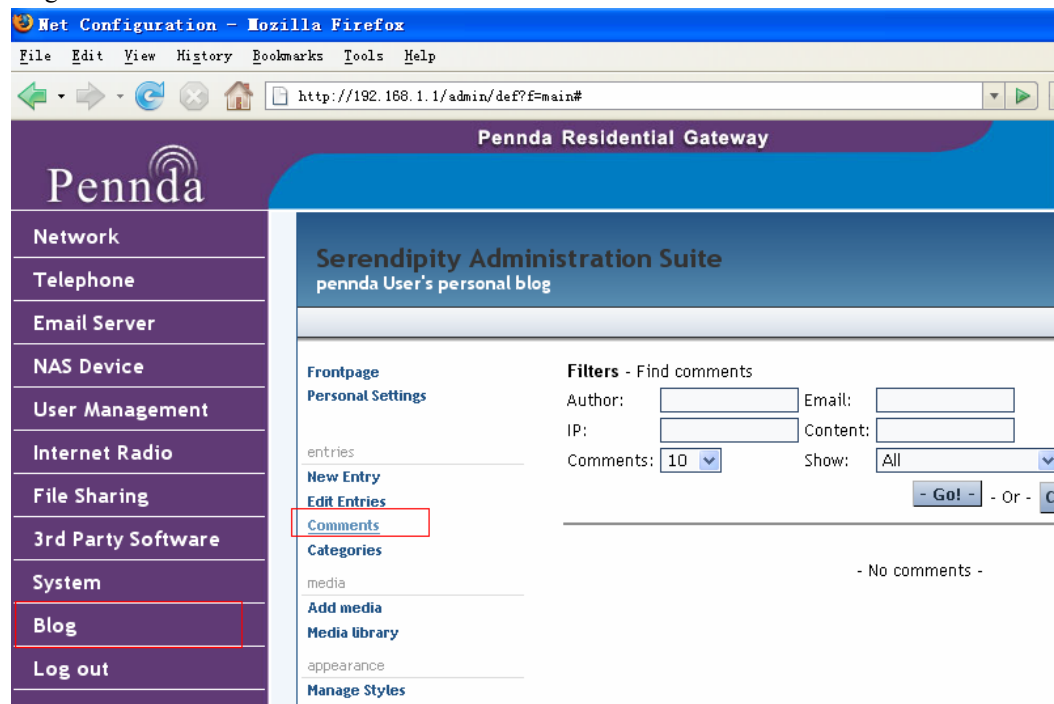 Net Configuration - Mozilla Firefox
File Edit View History Bookmarks Tools Help
http://192.168.1.1/admin/def?f=main#
Pennda Residential Gateway
Pennda
Network
Telephone
Email Server
NAS Device
User Management
Internet Radio
File Sharing
3rd Party Software
System
Blog
Log out
Serendipity Administration Suite
pennda User's personal blog
Frontpage
Personal Settings
entries
New Entry
Edit Entries
Comments
Categories
media
Add media
Media library
appearance
Manage Styles
Filters - Find comments
Author: Email:
IP: Content:
Comments: 10 Show: All
- Go! - - Or -
- No comments -